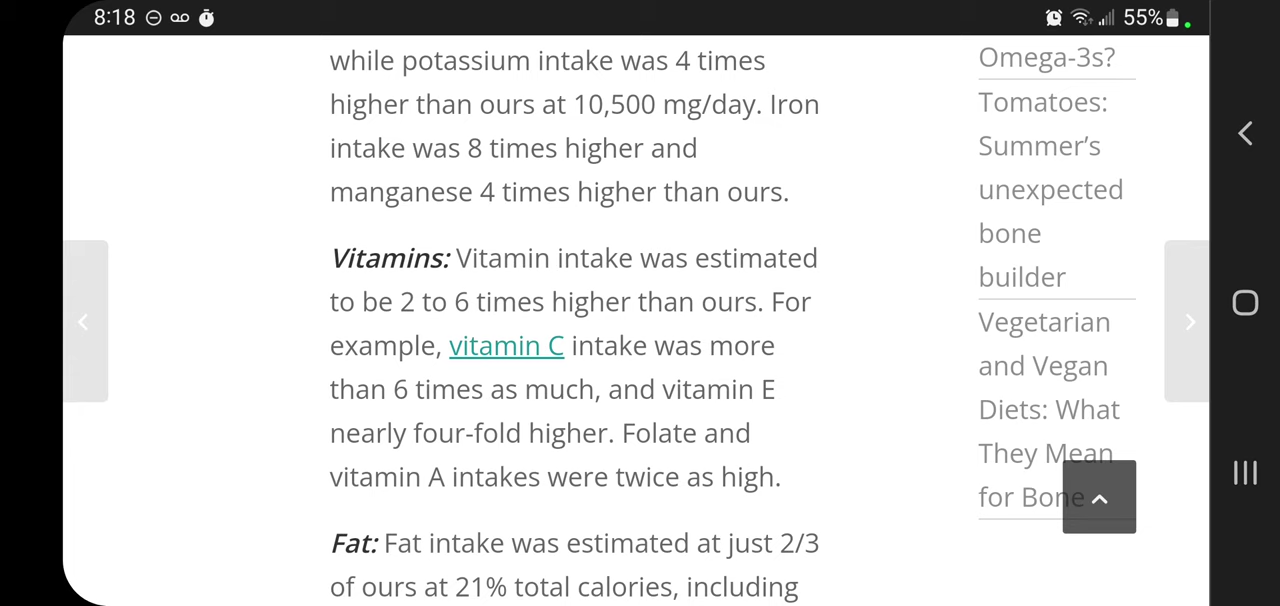 8:18
55%
while potassium intake was 4 times
higher than ours at 10,500 mg/day. Iron
intake was 8 times higher and
manganese 4 times higher than ours.
Vitamins: Vitamin intake was estimated
to be 2 to 6 times higher than ours. For
example, vitamin C intake was more
than 6 times as much, and vitamin E
nearly four-fold higher. Folate and
vitamin A intakes were twice as high.
Fat: Fat intake was estimated at just 2/3
of ours at 21% total calories, including
Omega-3s?
Tomatoes:
Summer’s
unexpected
bone
builder
Vegetarian
and Vegan
Diets: What
They Mean
for Bone